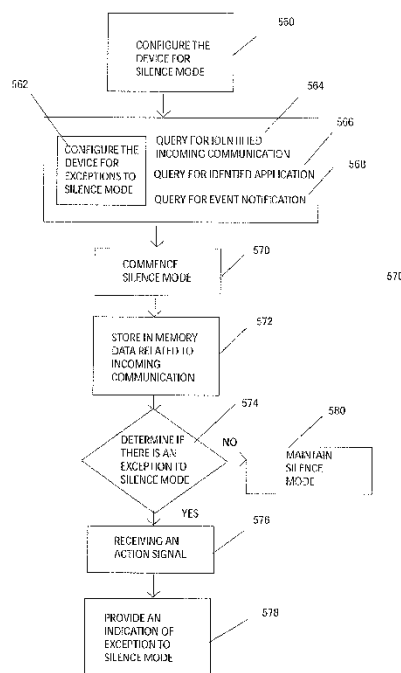 560
CONFIGURE THE
DEVICE FOR
SILENCE MODE
562
564
566
568
CONFIGURE THE
DEVICE FOR
EXCEPTIONS TO
SILENCE MODE
QUERY FOR IDENTIFIED
INCOMING COMMUNICATION
QUERY FOR IDENTIED APPLICATION
QUERY FOR EVENT NOTIFICATION
570
COMMENCE
SILENCE MODE
570
572
STORE IN MEMORY
DATA RELATED TO
INCOMING
COMMUNICATION
574
DETERMINE IF
THERE IS AN
EXCEPTION TO
SILENCE MODE
NO
580
MAINTAIN
SILENCE
MODE
YES
576
RECEIVING AN
ACTION SIGNAL
578
PROVIDE AN
INDICATION OF
EXCEPTION TO
SILENCE MODE